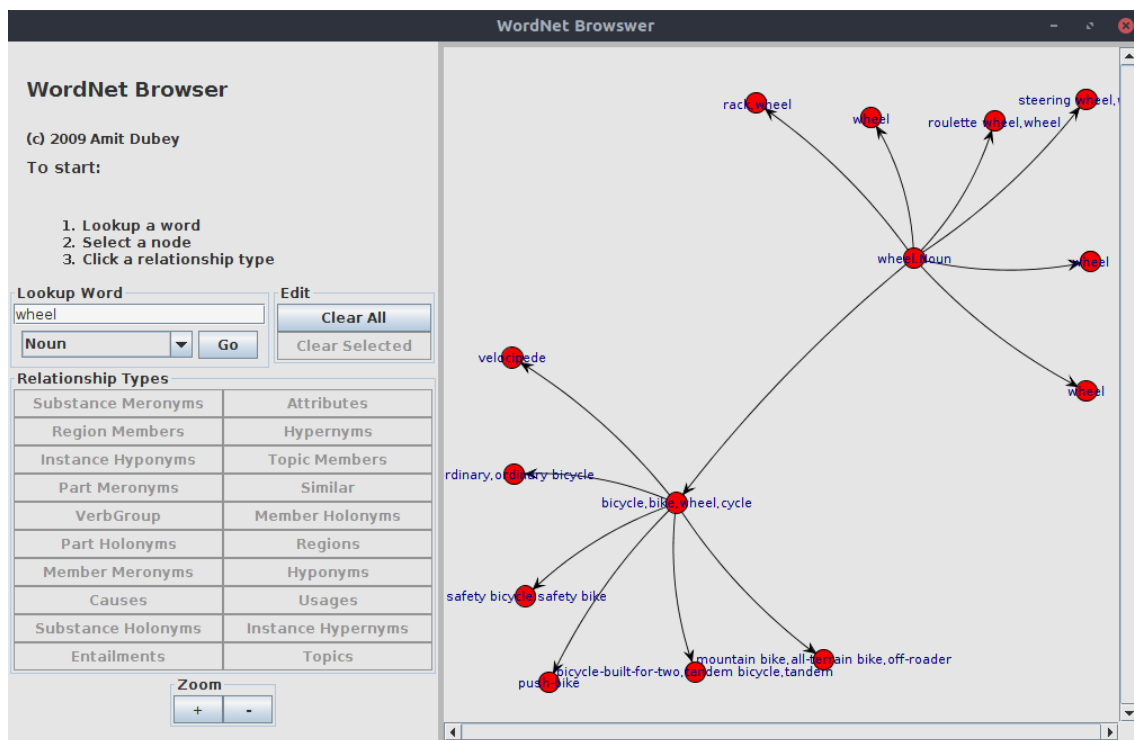 WordNet Browswer
WordNet Browser
(c) 2009 Amit Dubey
To start:
1. Lookup a word
2. Select a node
3. Click a relationship type
Lookup Word
wheel
Noun
Go
Edit
Clear All
Clear Selected
Relationship Types
Substance Meronyms
Attributes
Region Members
Hypernyms
Instance Hyponyms
Topic Members
Part Meronyms
Similar
VerbGroup
Member Holonyms
Part Holonyms
Regions
Member Meronyms
Hyponyms
Causes
Usages
Substance Holonyms
Instance Hypernyms
Entailments
Topics
Zoom
+
-
rack,wheel
wheel
roulette wheel,wheel
steering wheel,
wheel,Noun
wheel
wheel
velocipede
rdinary,ordinary bicycle
bicycle,bike,wheel,cycle
safety bicycle,safety bike
push-bike
bicycle-built-for-two,tandem bicycle,tandem
mountain bike,all-terrain bike,off-roader